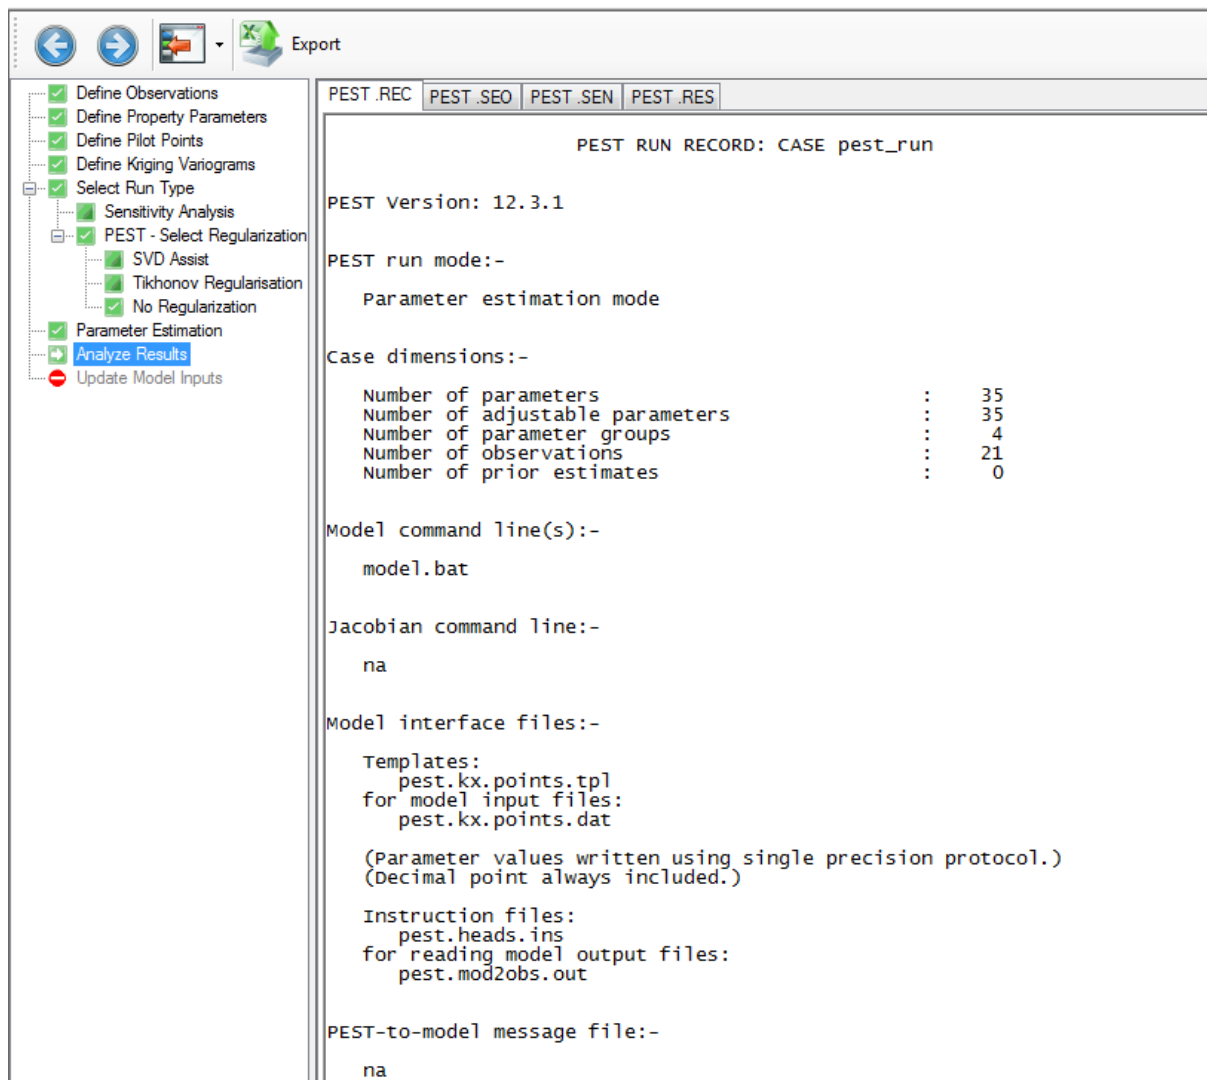 Export
Define Observations
Define Property Parameters
Define Pilot Points
Define Kriging Variograms
Select Run Type
Sensitivity Analysis
PEST - Select Regularization
SVD Assist
Tikhonov Regularisation
No Regularization
Parameter Estimation
Analyze Results
Update Model Inputs
PEST .REC PEST .SEO PEST .SEN PEST .RES
PEST RUN RECORD: CASE pest_run
PEST Version: 12.3.1
PEST run mode:-
Parameter estimation mode
Case dimensions:-
Number of parameters : 35
Number of adjustable parameters : 35
Number of parameter groups : 4
Number of observations : 21
Number of prior estimates : 0
Model command line(s):-
model.bat
Jacobian command line:-
na
Model interface files:-
Templates:
pest.kx.points.tpl
for model input files:
pest.kx.points.dat
(Parameter values written using single precision protocol.)
(Decimal point always included.)
Instruction files:
pest.heads.ins
for reading model output files:
pest.mod2obs.out
PEST-to-model message file:-
na